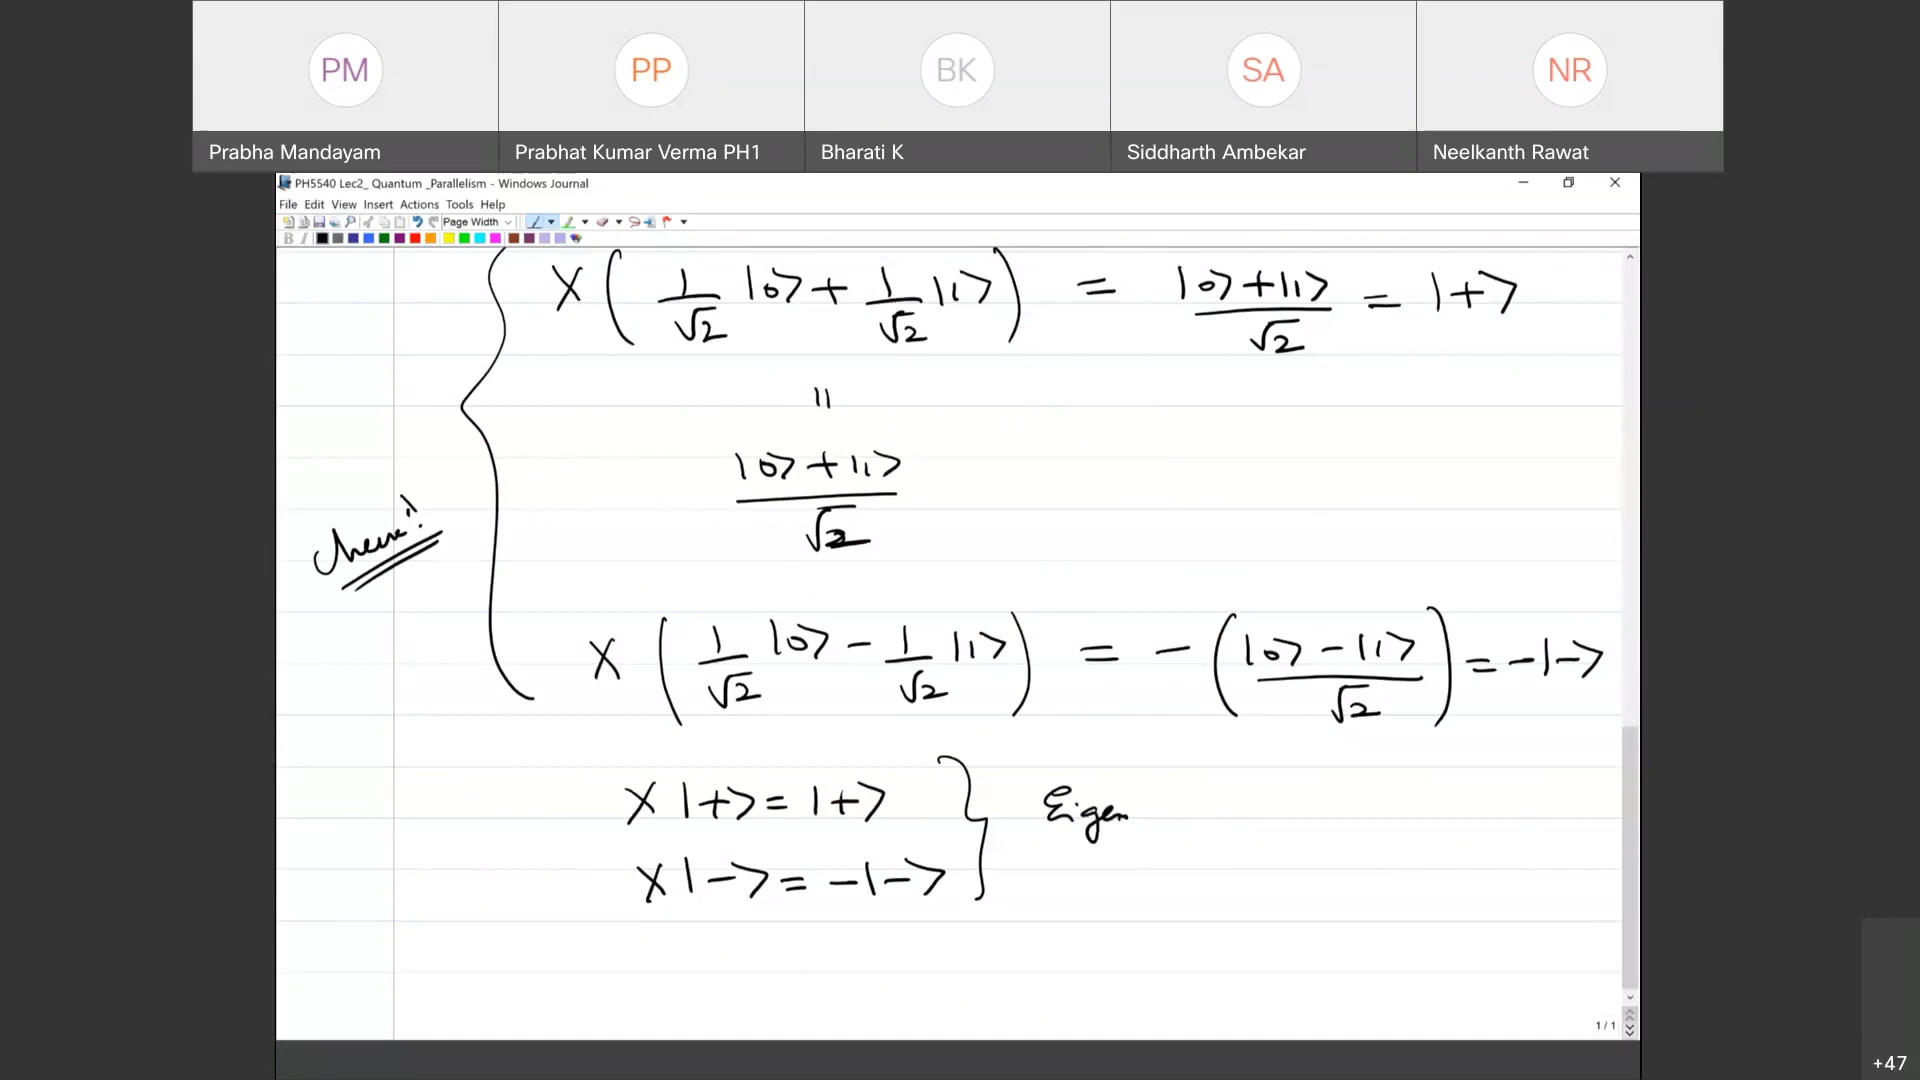 PM
PP
BK
SA
NR
Prabha Mandayam
Prabhat Kumar Verma PH1
Bharati K
Siddharth Ambekar
Neelkanth Rawat
PH5540 Lec2_ Quantum _Parallelism - Windows Journal
File Edit View Insert Actions Tools Help
Page Width
B I
X ( 1/√2 |0> + 1/√2 |1> ) = |0>+|1> / √2 = |+>
||
|0>+|1> / √2
X ( 1/√2 |0> - 1/√2 |1> ) = - ( |0> - |1> / √2 ) = -|->
X |+> = |+>
Eigen
X |-> = -|->
1 / 1
+47